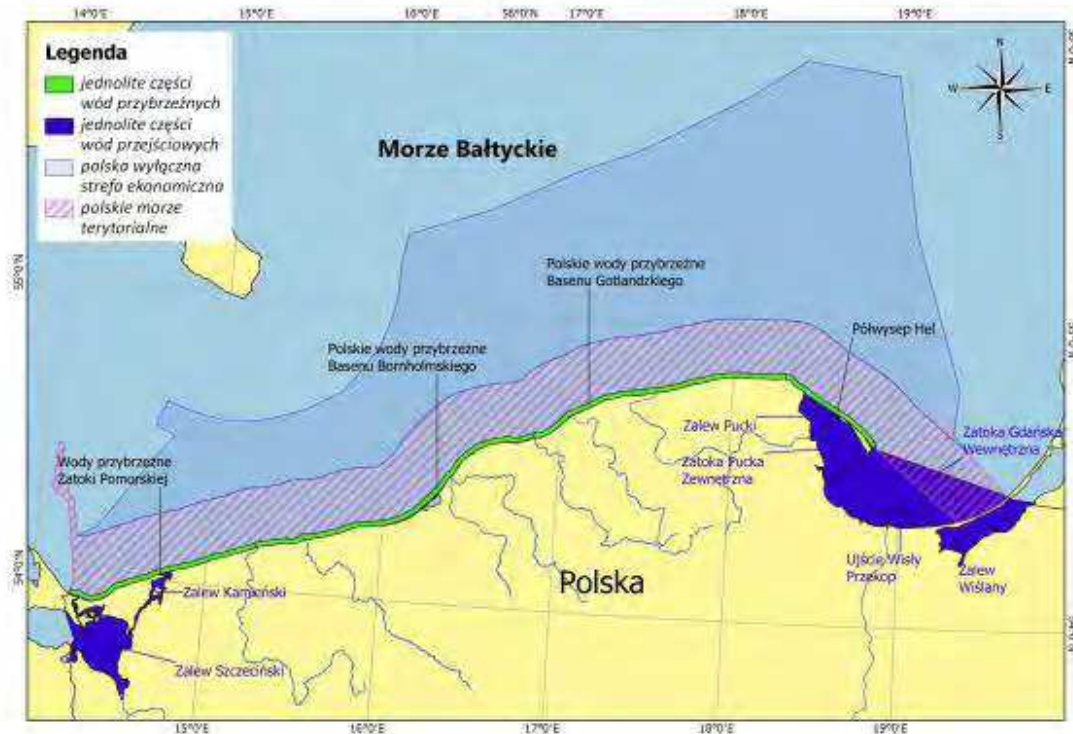 14°0'E
15°0'E
16°0'E
56°0'N
17°0'E
18°0'E
19°0'E
Legenda
jednolite części
wód przybrzeżnych
jednolite części
wód przejściowych
polska wyłączna
strefa ekonomiczna
polskie morze
terytorialne
N
W
E
S
Morze Bałtyckie
55°0'N
Polskie wody przybrzeżne
Basenu Gotlandzkiego
Polskie wody przybrzeżne
Basenu Bornholmskiego
Półwysep Hel
Zalew Pucki
Zatoka Gdańska
Wewnętrzna
Wody przybrzeżne
Zatoki Pomorskiej
Zatoka Pucka
Zewnętrzna
54°0'N
Polska
Ujście Wisły
Przekop
Zalew
Wiślany
Zalew Kamieński
Zalew Szczeciński
15°0'E
16°0'E
17°0'E
18°0'E
19°0'E